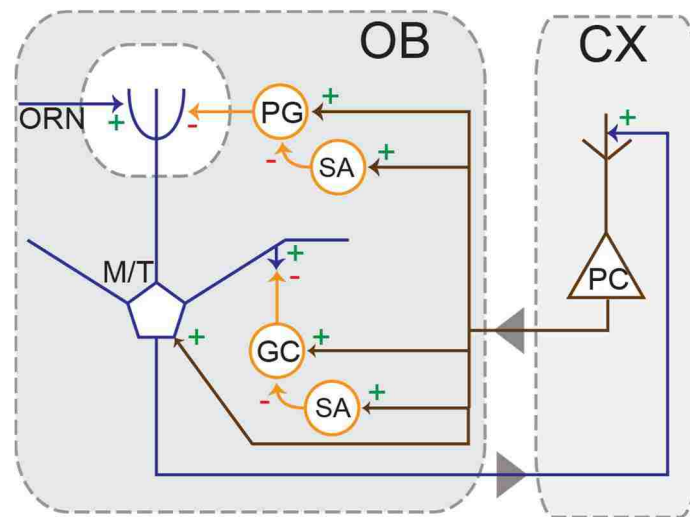 OB
CX
ORN
+
-
PG
+
-
SA
+
+
M/T
+
-
PC
+
GC
+
-
SA
+